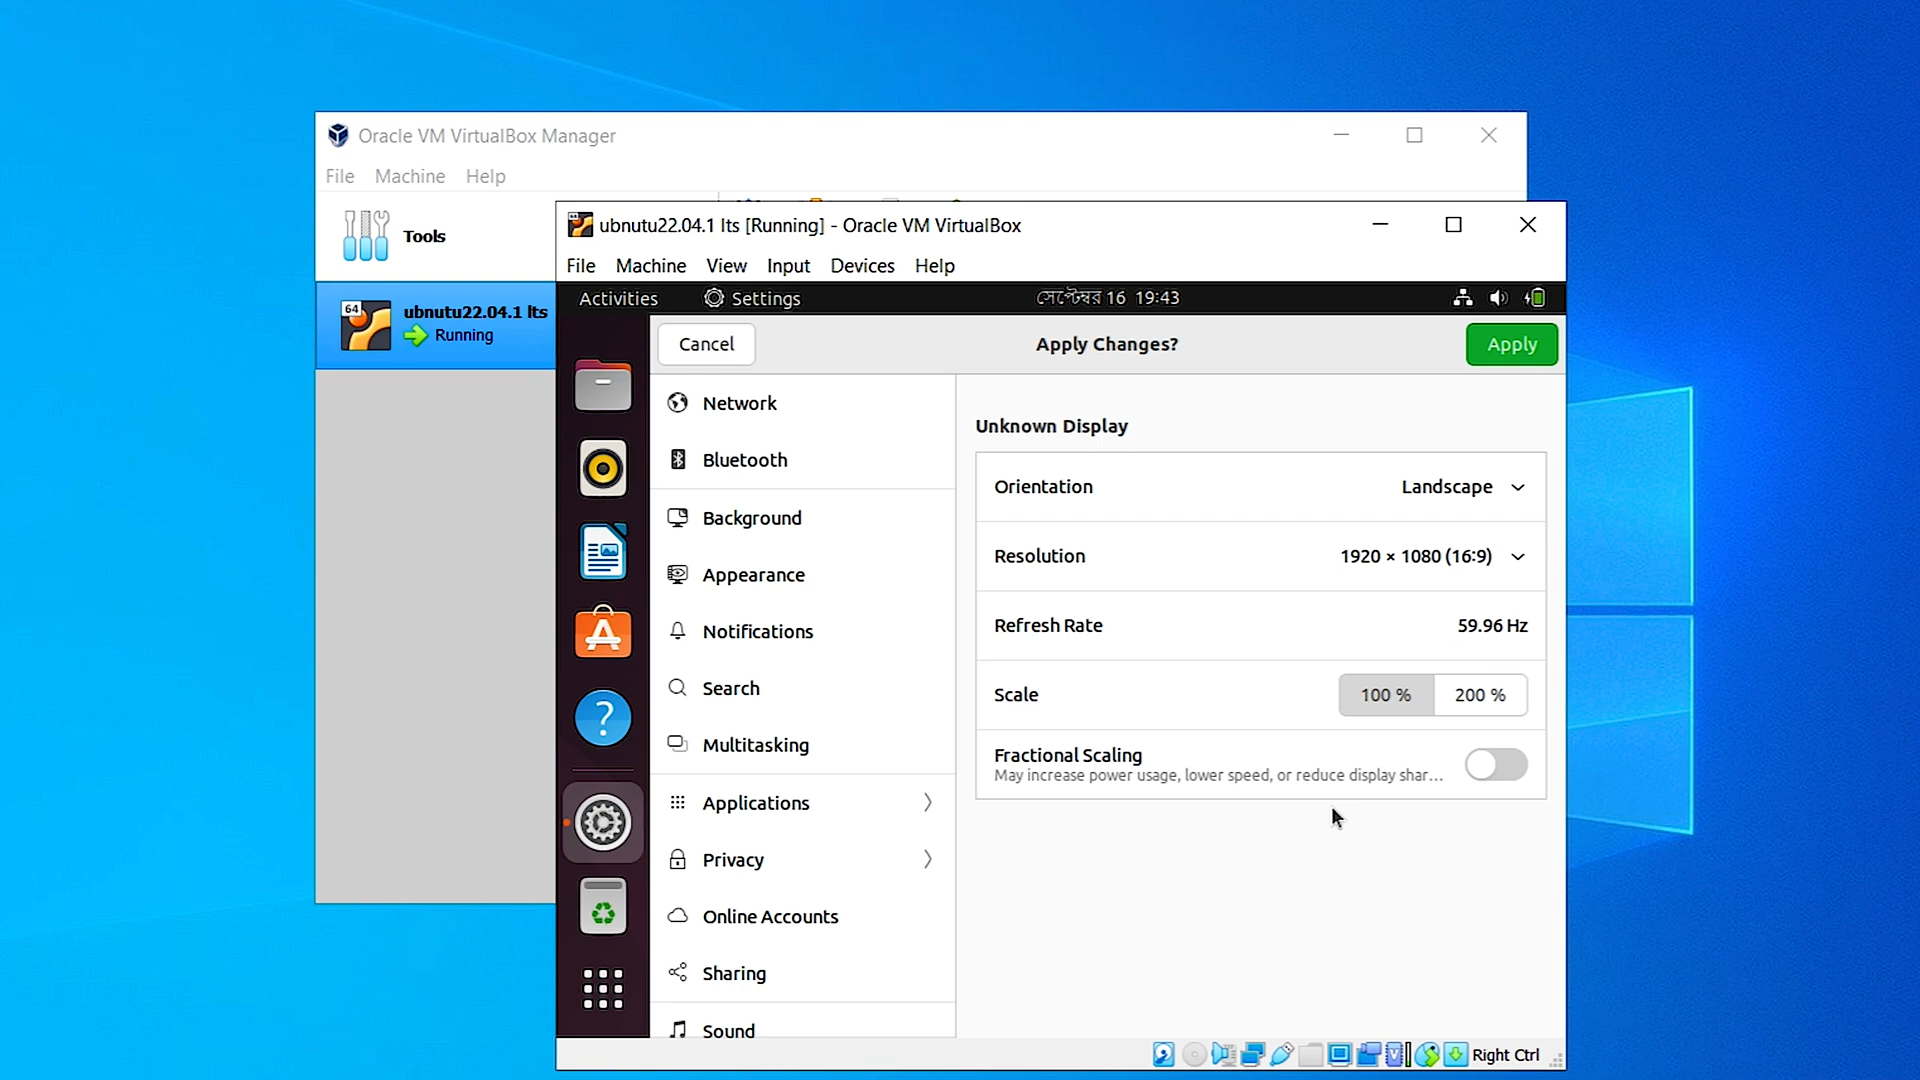 Oracle VM VirtualBox Manager
File Machine Help
Tools
64
ubnutu22.04.1 lts
Running
ubnutu22.04.1 lts [Running] - Oracle VM VirtualBox
File Machine View Input Devices Help
Activities Settings সেপ্টেম্বর 16 19:43
Cancel Apply Changes? Apply
Network
Bluetooth
Background
Appearance
Notifications
Search
Multitasking
Applications
Privacy
Online Accounts
Sharing
Sound
Unknown Display
Orientation Landscape
Resolution 1920 × 1080 (16:9)
Refresh Rate 59.96 Hz
Scale 100 % 200 %
Fractional Scaling
May increase power usage, lower speed, or reduce display shar…
Right Ctrl